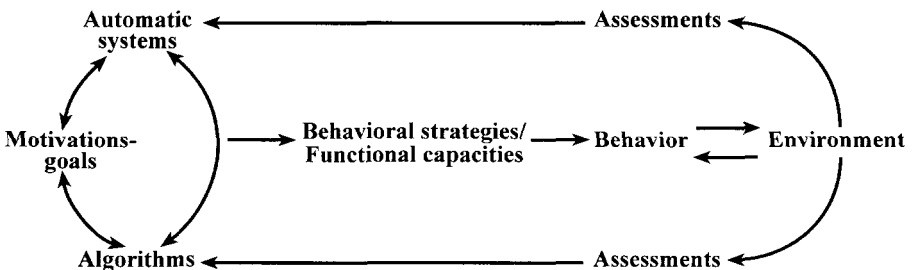 Automatic
systems
Assessments
Motivations-
goals
Behavioral strategies/
Functional capacities
Behavior
Environment
Algorithms
Assessments